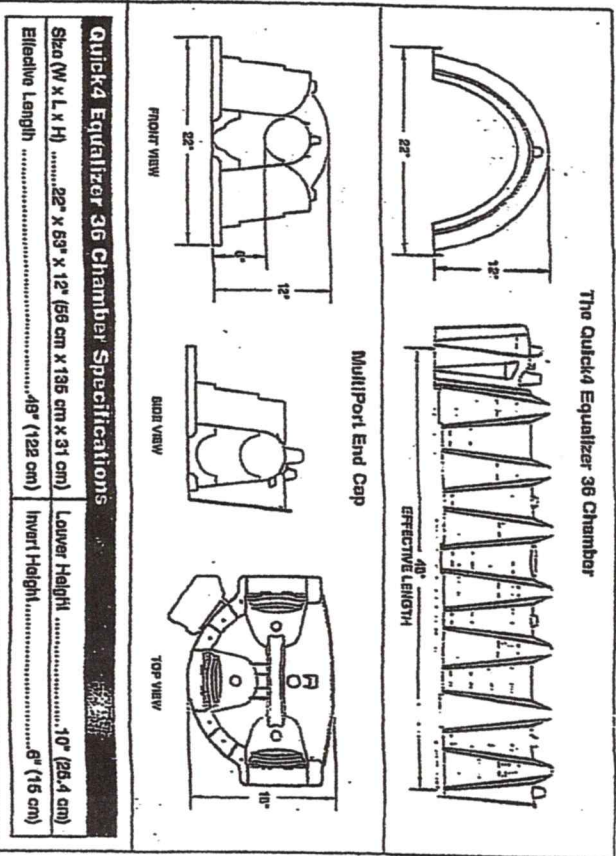 The Quick4 Equalizer 36 Chamber
22"
12"
48"
EFFECTIVE LENGTH
MultiPort End Cap
22"
6"
12"
FRONT VIEW
SIDE VIEW
TOP VIEW
Quick4 Equalizer 36 Chamber Specifications
Size (W x L x H) .........22" x 53" x 12" (56 cm x 135 cm x 31 cm)
Effective Length ........................................48" (122 cm)
Louver Height ......................10" (25.4 cm)
Invert Height............................6" (15 cm)